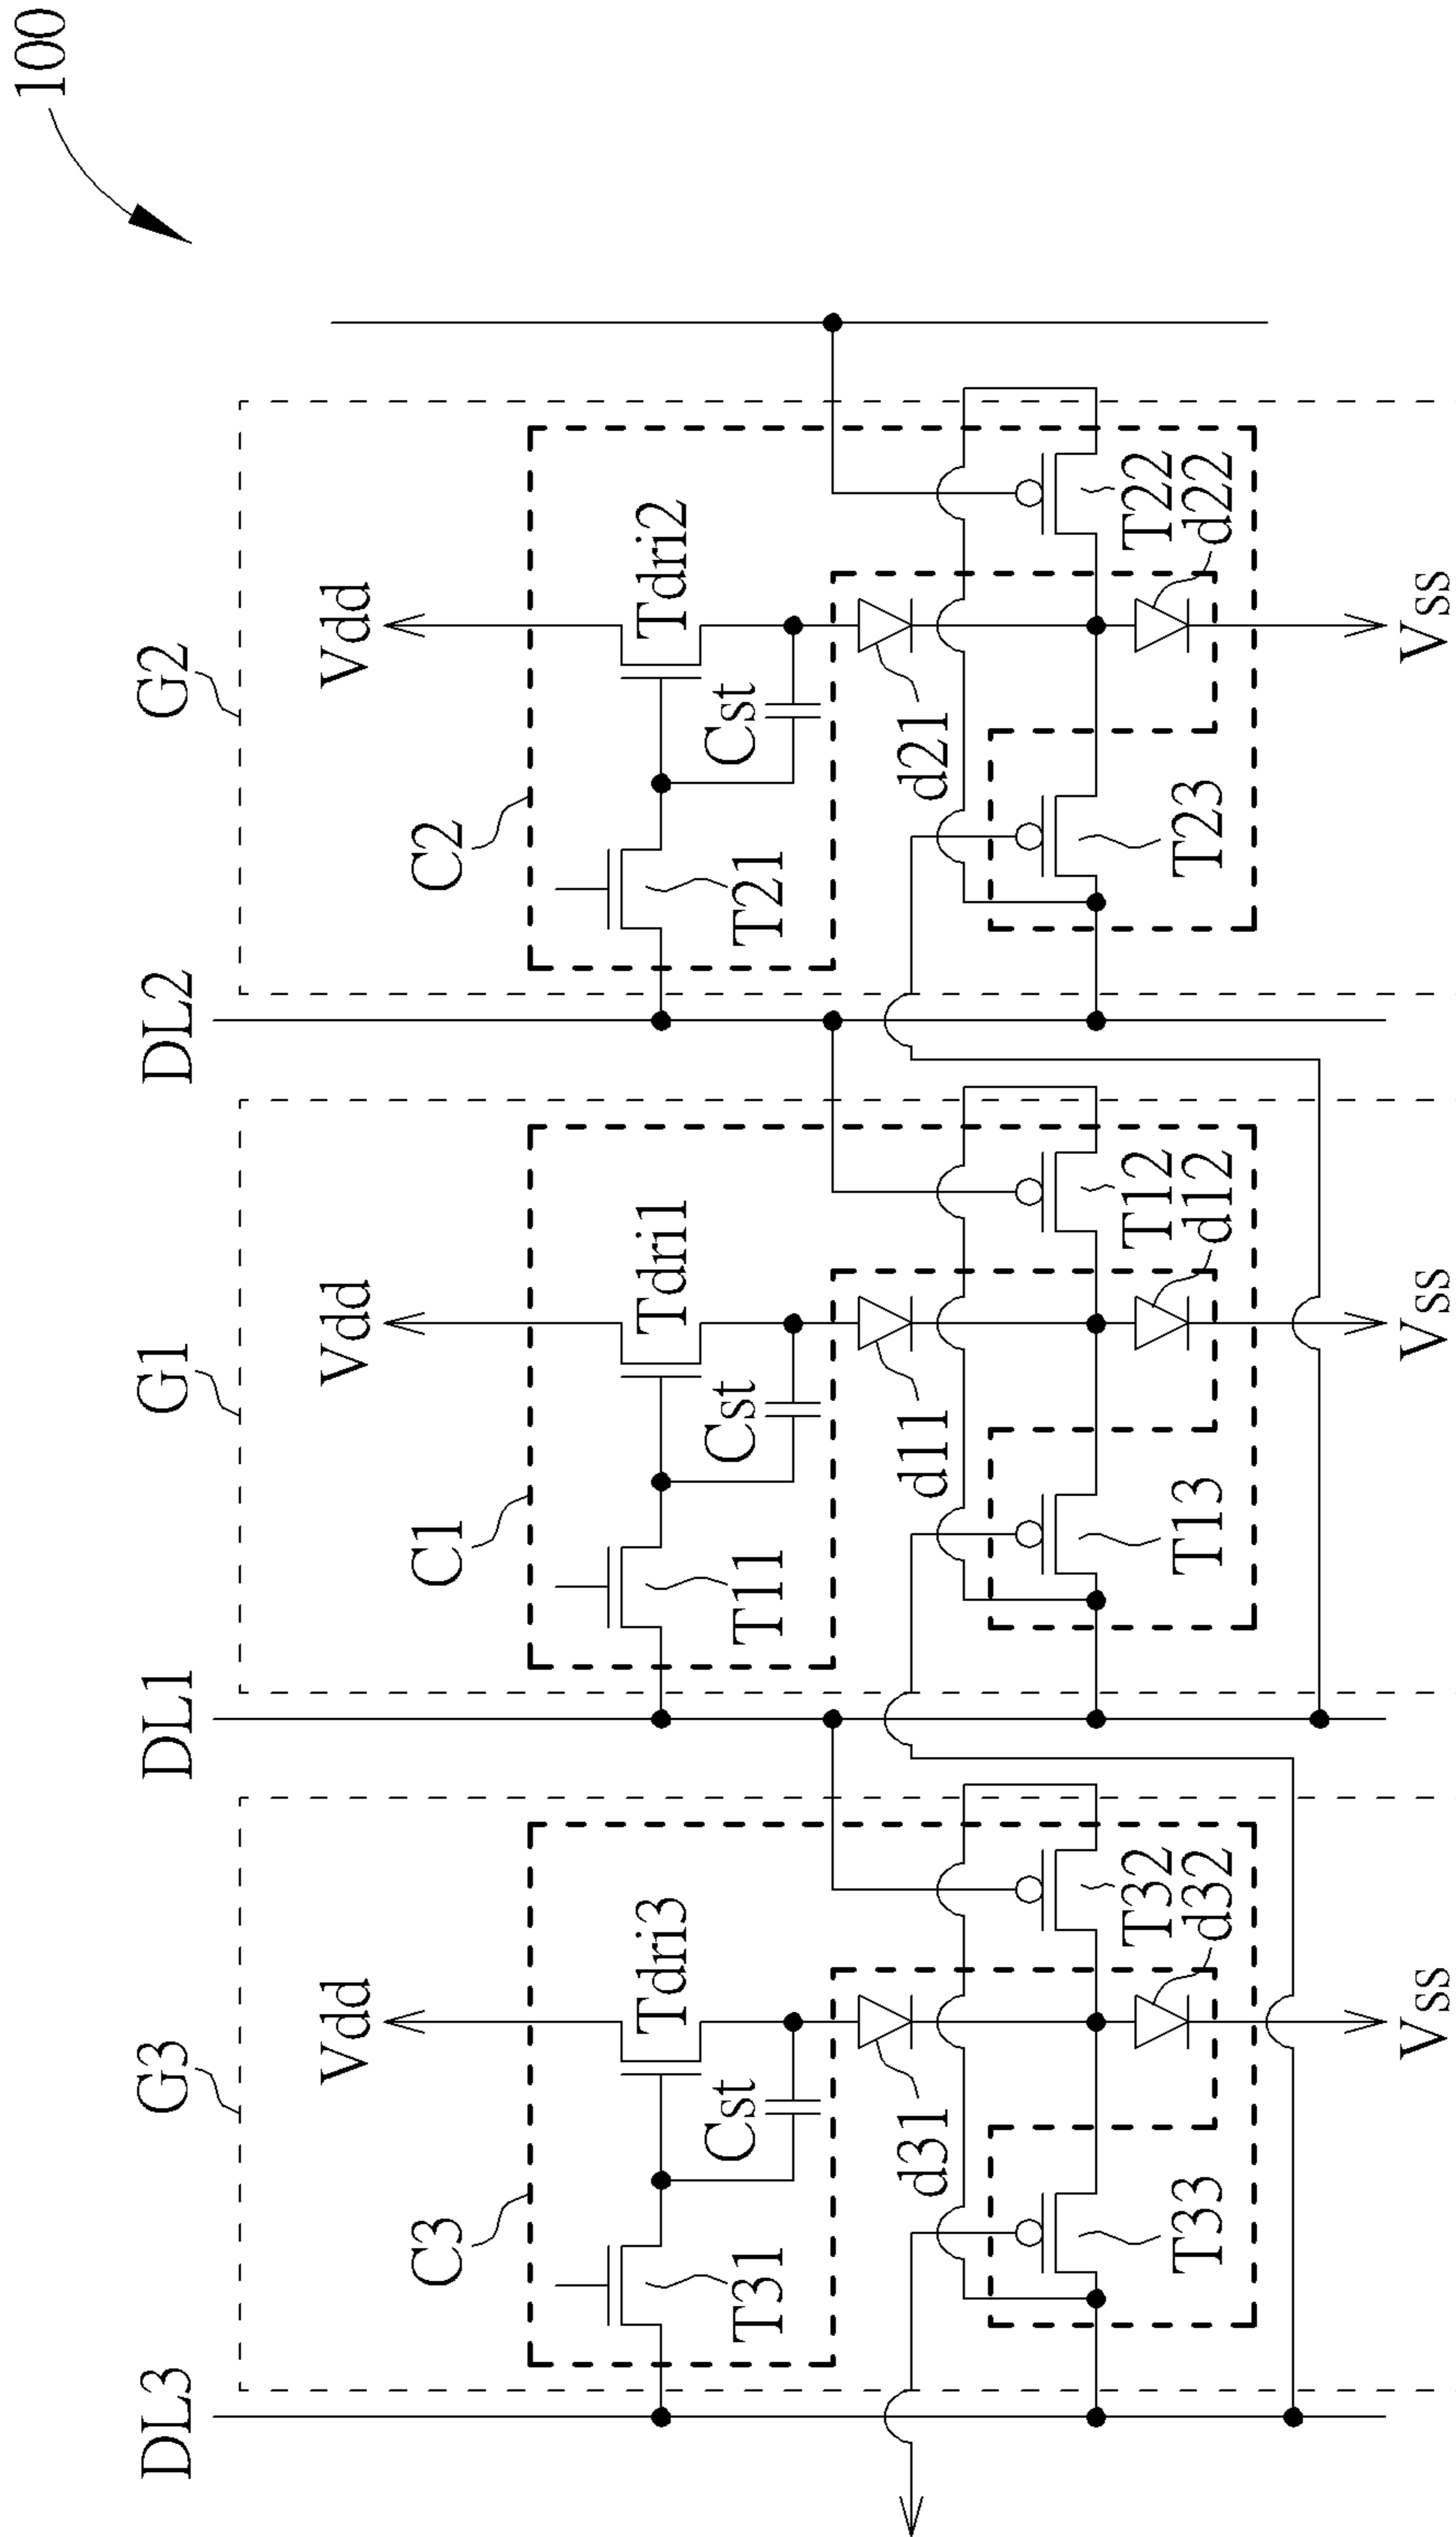 100
G3
G1
G2
DL3
DL1
DL2
Vdd
Vdd
Vdd
C3
C1
C2
Tdri3
Tdri1
Tdri2
T31
Cst
T11
Cst
T21
Cst
d31
d11
d21
T33
T32
d32
T13
T12
d12
T23
T22
d22
Vss
Vss
Vss